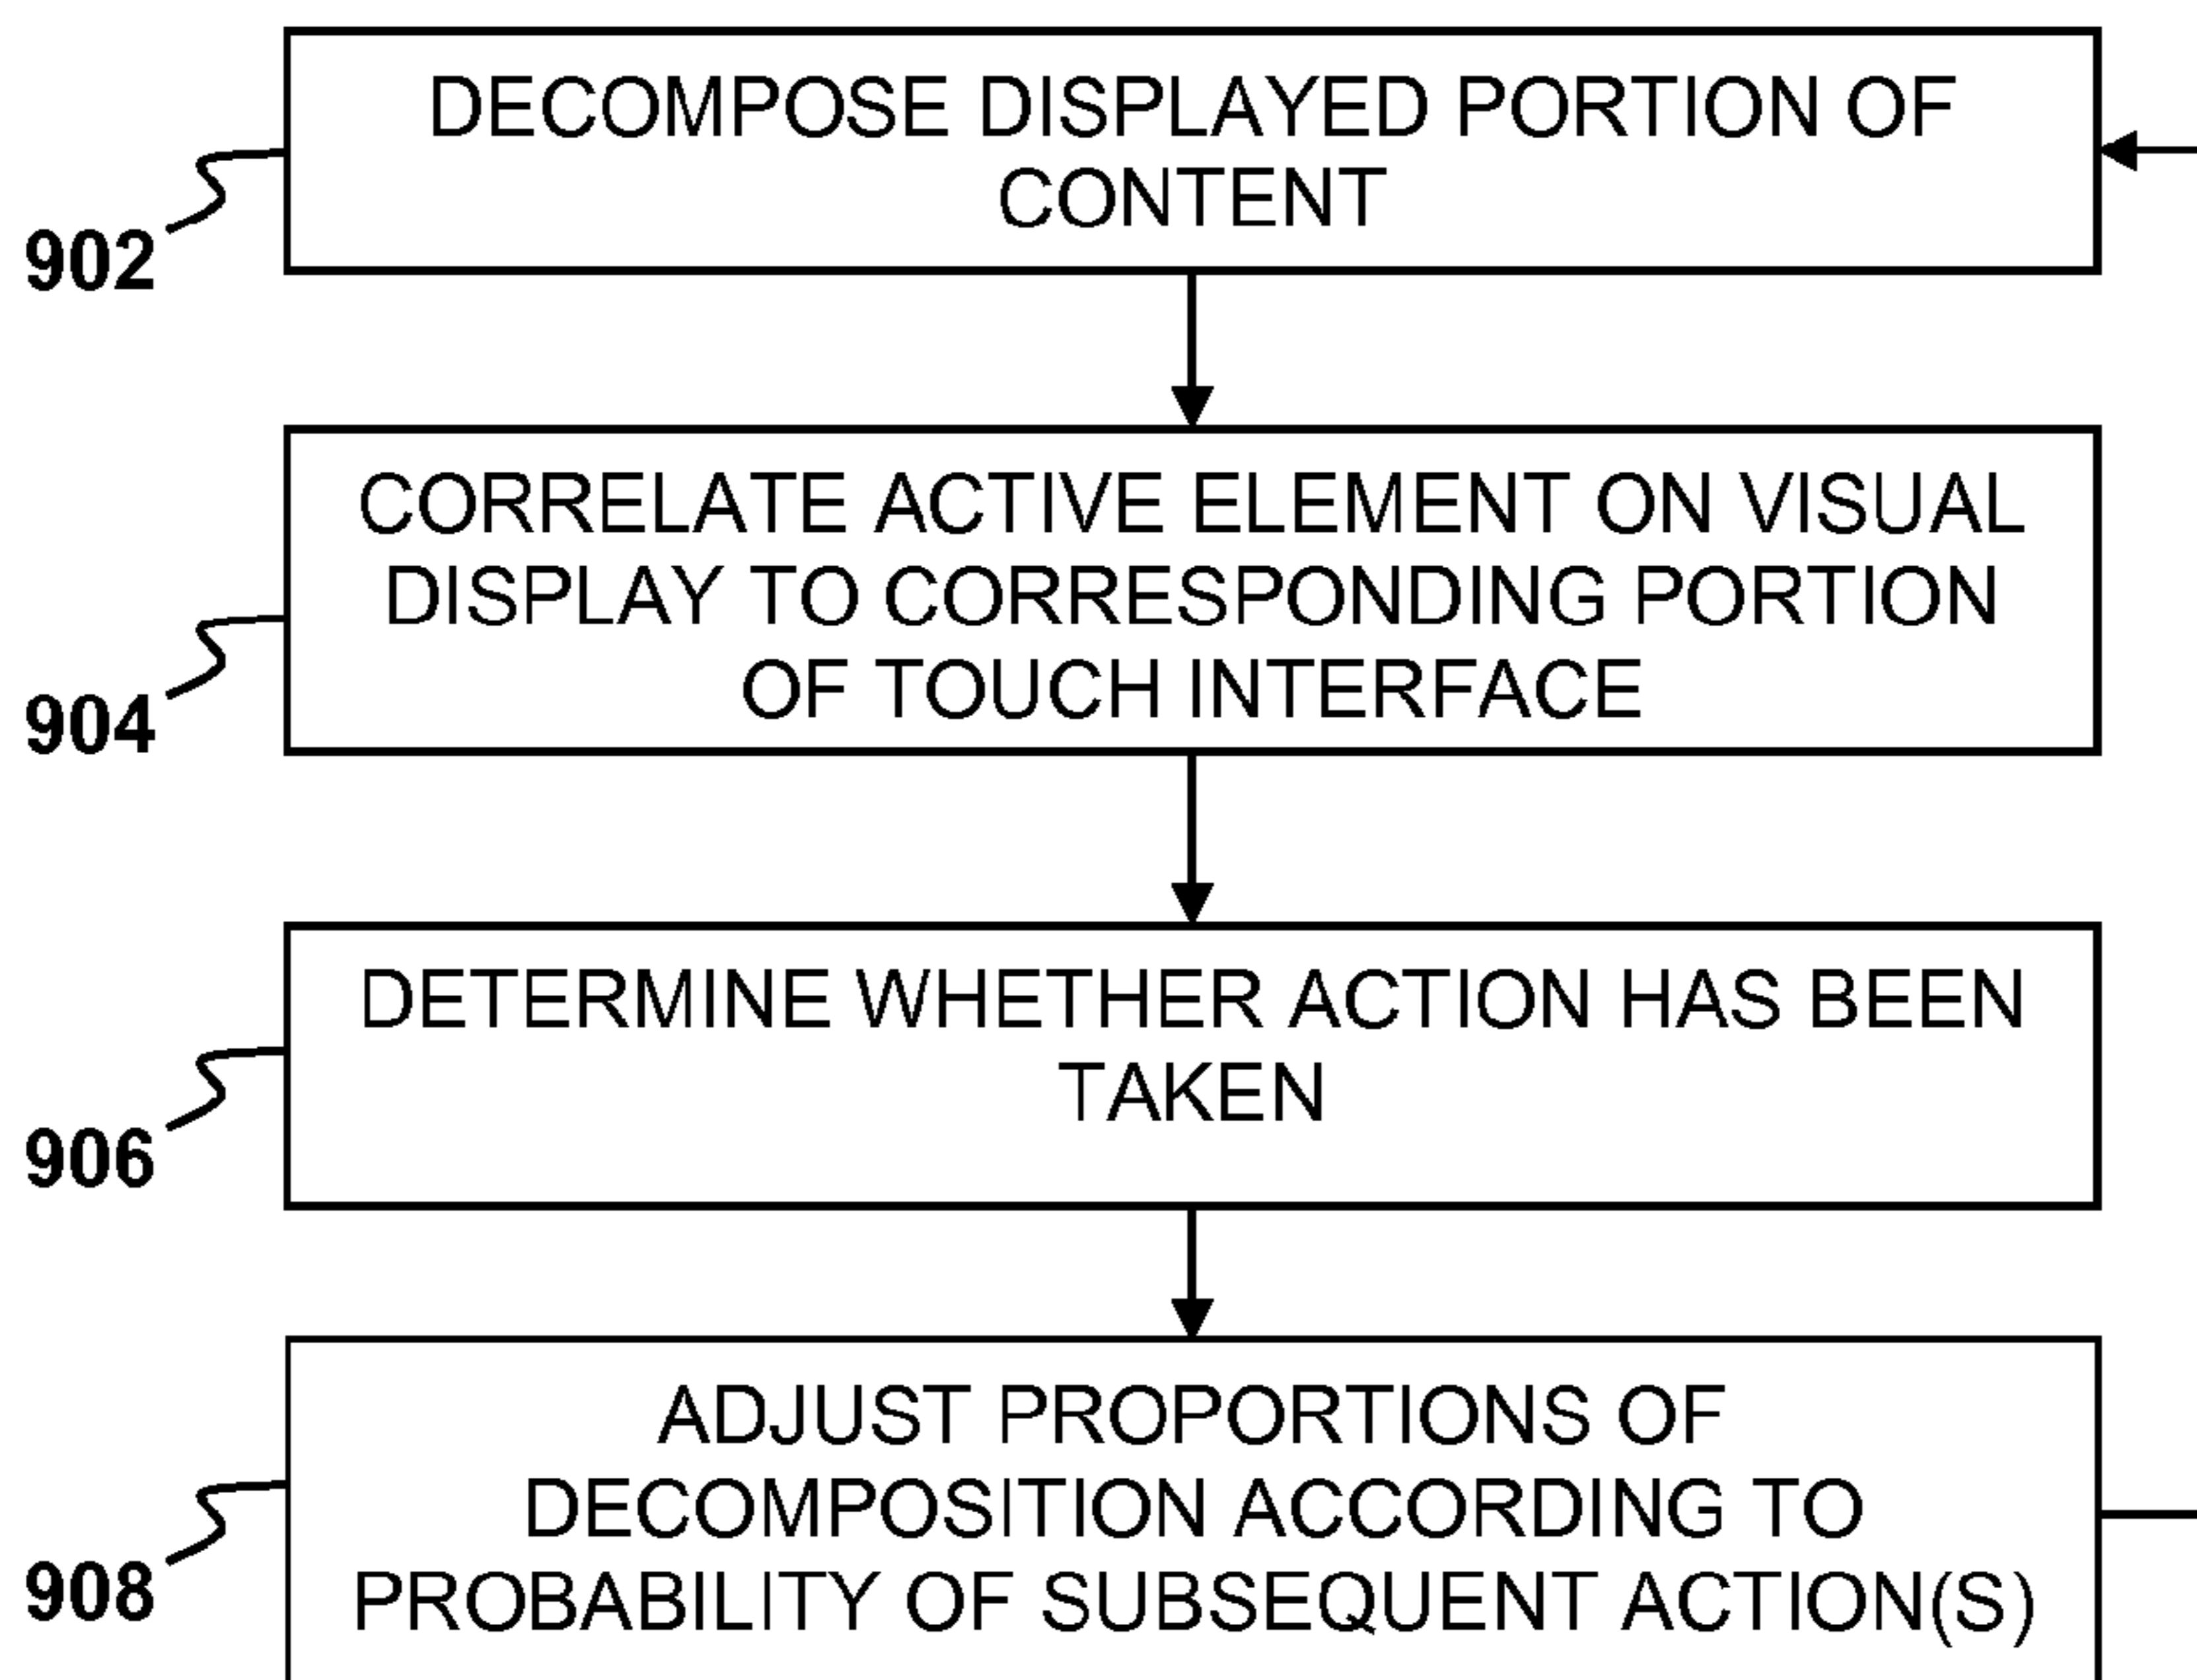 DECOMPOSE DISPLAYED PORTION OF
CONTENT
902
CORRELATE ACTIVE ELEMENT ON VISUAL
DISPLAY TO CORRESPONDING PORTION
OF TOUCH INTERFACE
904
DETERMINE WHETHER ACTION HAS BEEN
TAKEN
906
ADJUST PROPORTIONS OF
DECOMPOSITION ACCORDING TO
PROBABILITY OF SUBSEQUENT ACTION(S)
908